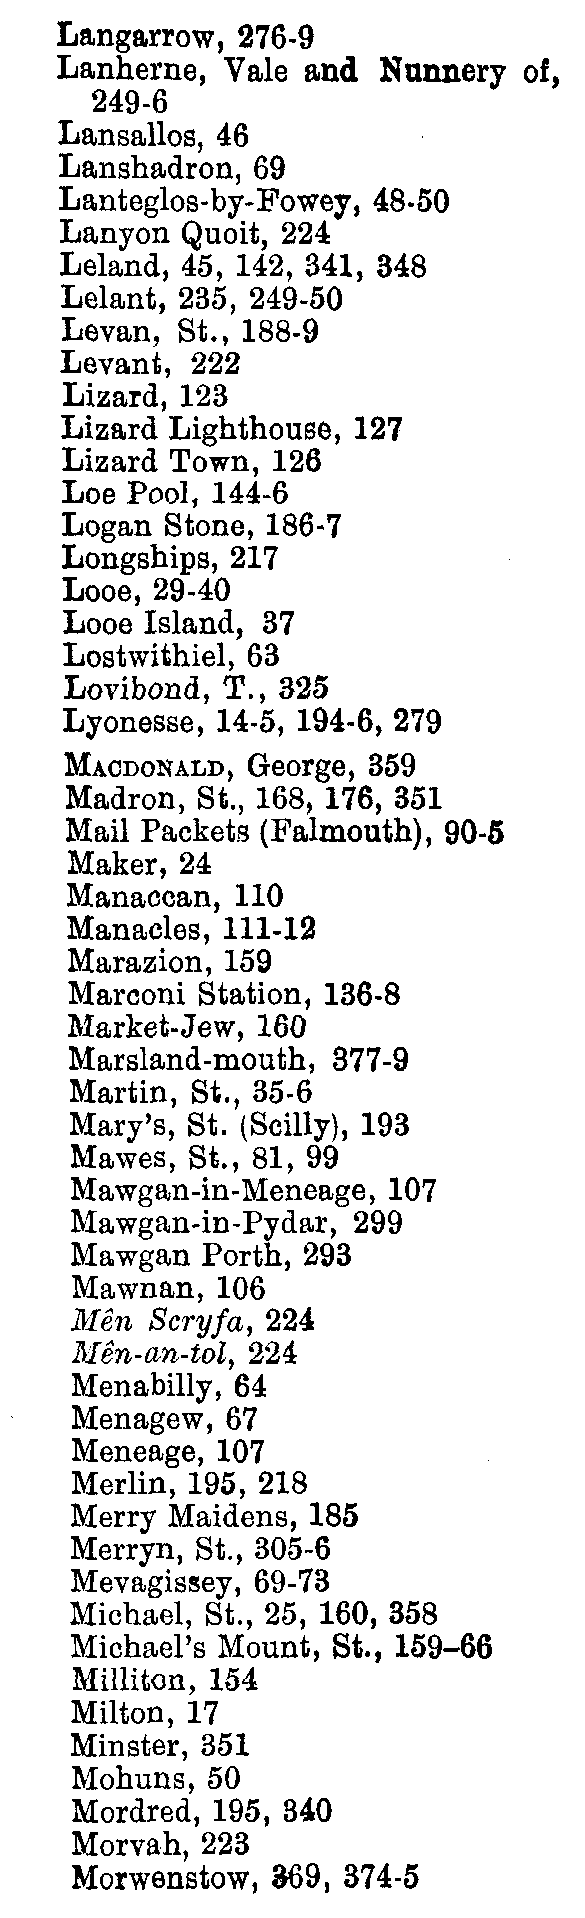 Langarrow, 276-9
Lanherne, Vale and Nunnery of,
249-6
Lansallos, 46
Lanshadron, 69
Lanteglos-by-Fowey, 48-50
Lanyon Quoit, 224
Leland, 45, 142, 341, 348
Lelant, 235, 249-50
Levan, St., 188-9
Levant, 222
Lizard, 123
Lizard Lighthouse, 127
Lizard Town, 126
Loe Pool, 144-6
Logan Stone, 186-7
Longships, 217
Looe, 29-40
Looe Island, 37
Lostwithiel, 63
Lovibond, T., 325
Lyonesse, 14-5, 194-6, 279
MACDONALD, George, 359
Madron, St., 168, 176, 351
Mail Packets (Falmouth), 90-5
Maker, 24
Manaccan, 110
Manacles, 111-12
Marazion, 159
Marconi Station, 136-8
Market-Jew, 160
Marsland-mouth, 377-9
Martin, St., 35-6
Mary's, St. (Scilly), 193
Mawes, St., 81, 99
Mawgan-in-Meneage, 107
Mawgan-in-Pydar, 299
Mawgan Porth, 293
Mawnan, 106
Mên Scryfa, 224
Mên-an-tol, 224
Menabilly, 64
Menagew, 67
Meneage, 107
Merlin, 195, 218
Merry Maidens, 185
Merryn, St., 305-6
Mevagissey, 69-73
Michael, St., 25, 160, 358
Michael's Mount, St., 159–66
Milliton, 154
Milton, 17
Minster, 351
Mohuns, 50
Mordred, 195, 340
Morvah, 223
Morwenstow, 369, 374-5